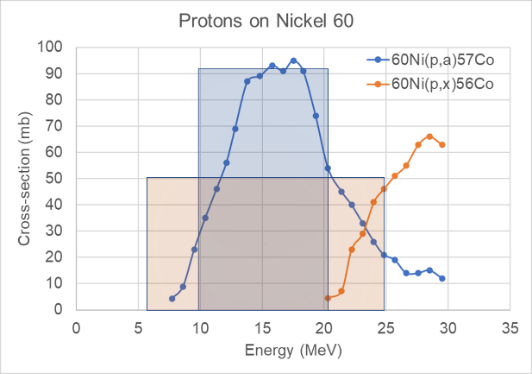 Protons on Nickel 60
60Ni(p,a)57Co
60Ni(p,x)56Co
Cross-section (mb)
100
90
80
70
60
50
40
30
20
10
0
0 5 10 15 20 25 30 35
Energy (MeV)